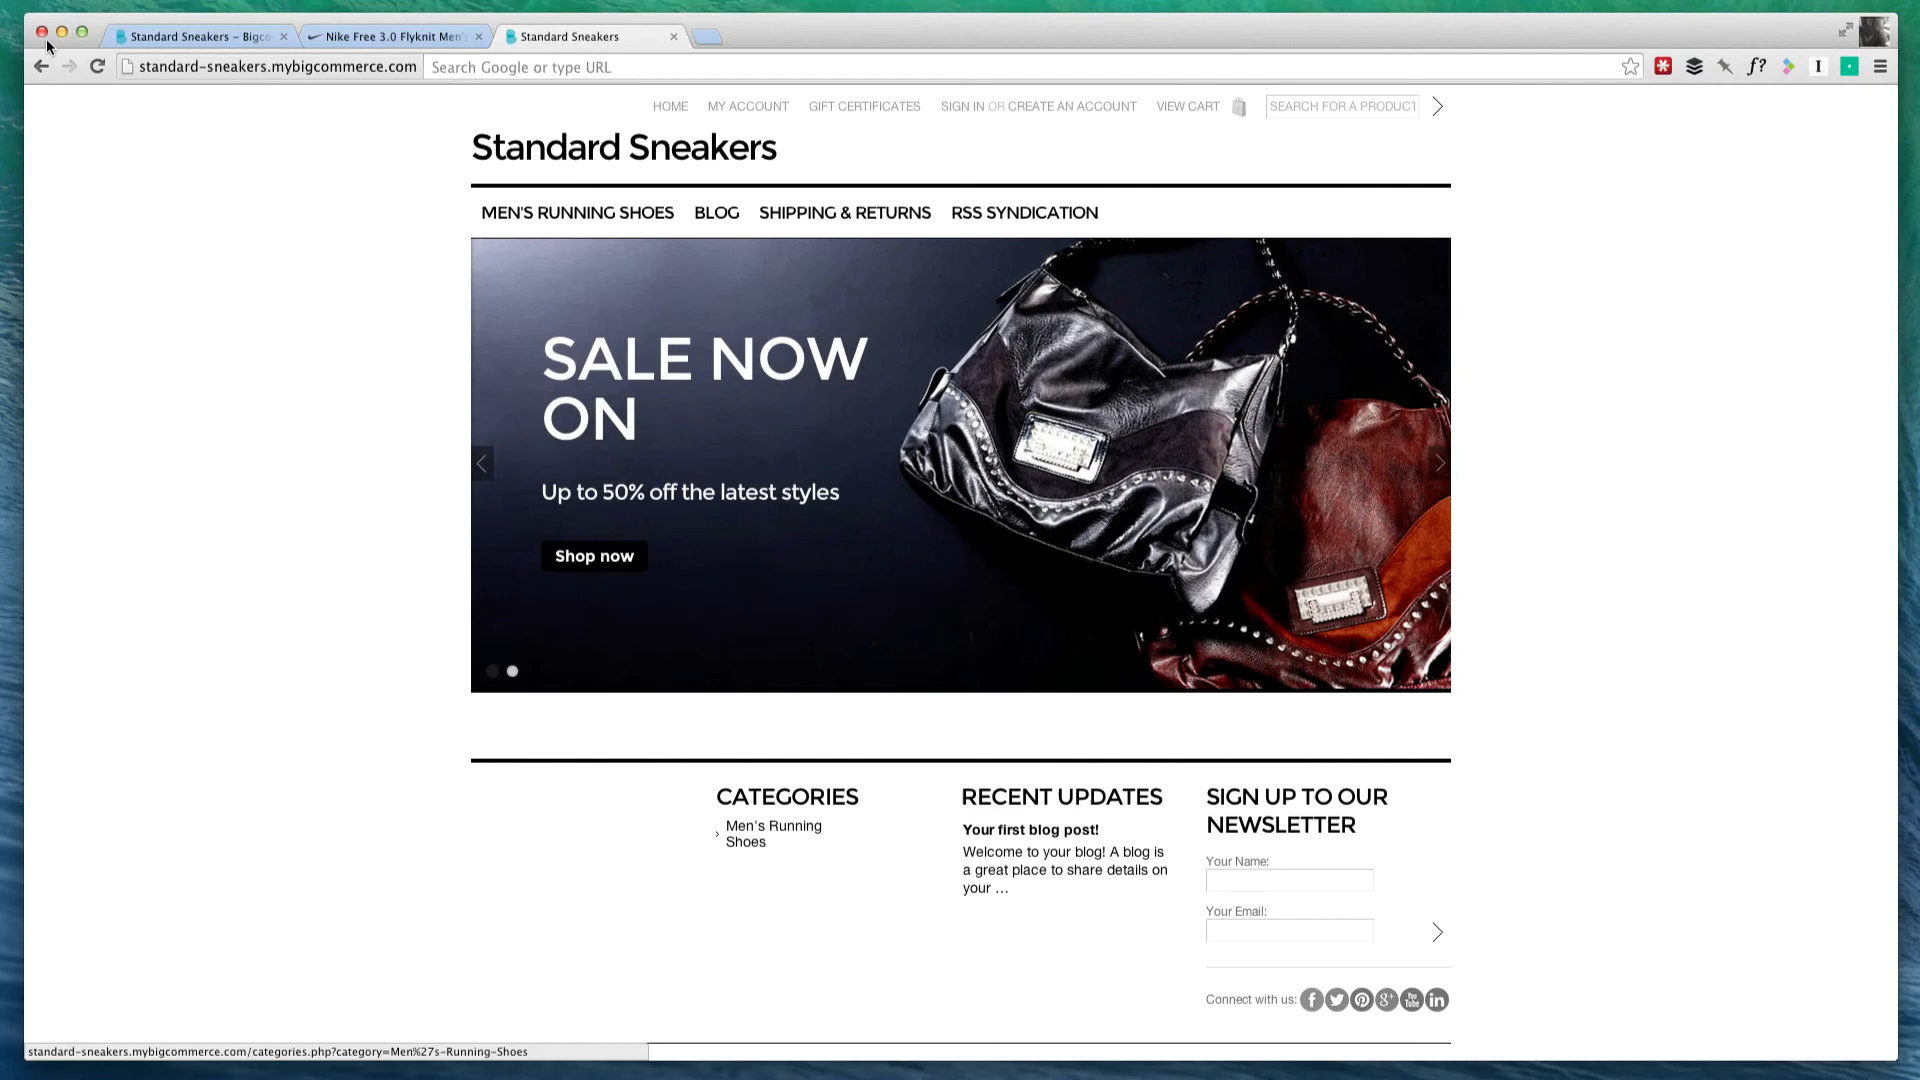 Standard Sneakers – Bigco
Nike Free 3.0 Flyknit Men's
Standard Sneakers
standard-sneakers.mybigcommerce.com
Search Google or type URL
f?
I
HOME MY ACCOUNT GIFT CERTIFICATES SIGN IN OR CREATE AN ACCOUNT VIEW CART SEARCH FOR A PRODUCT
Standard Sneakers
MEN'S RUNNING SHOES BLOG SHIPPING & RETURNS RSS SYNDICATION
SALE NOW
ON
Up to 50% off the latest styles
Shop now
CATEGORIES
Men's Running
Shoes
RECENT UPDATES
Your first blog post!
Welcome to your blog! A blog is
a great place to share details on
your ...
SIGN UP TO OUR
NEWSLETTER
Your Name:
Your Email:
Connect with us: f g+ You Tube in
standard-sneakers.mybigcommerce.com/categories.php?category=Men%27s-Running-Shoes